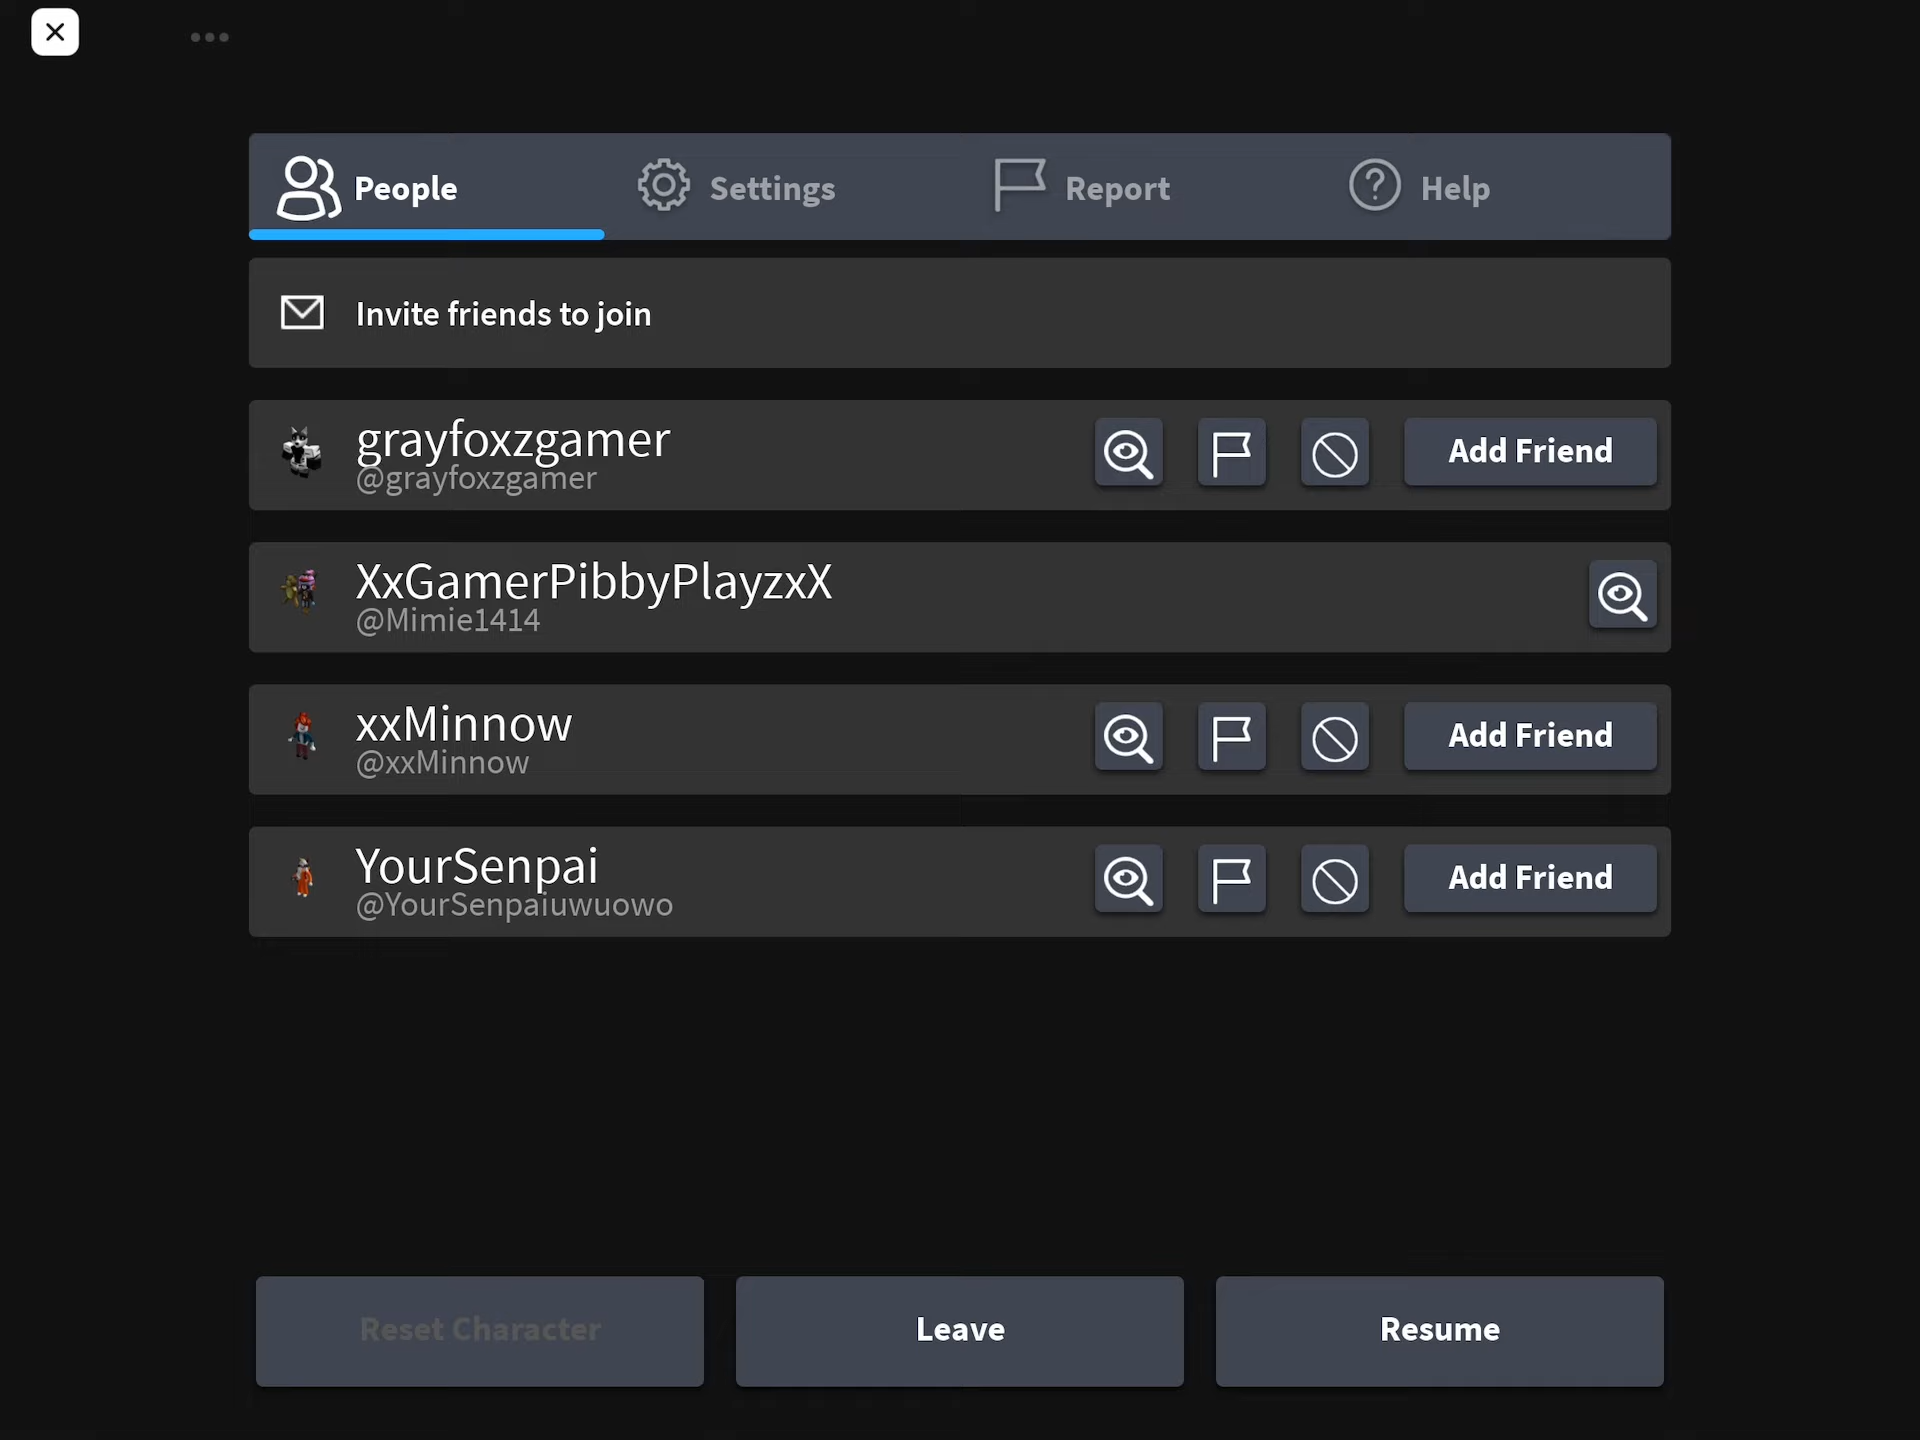 People
Settings
Report
Help
Invite friends to join
grayfoxzgamer
@grayfoxzgamer
Add Friend
XxGamerPibbyPlayzxX
@Mimie1414
xxMinnow
@xxMinnow
Add Friend
YourSenpai
@YourSenpaiuwuowo
Add Friend
Reset Character
Leave
Resume